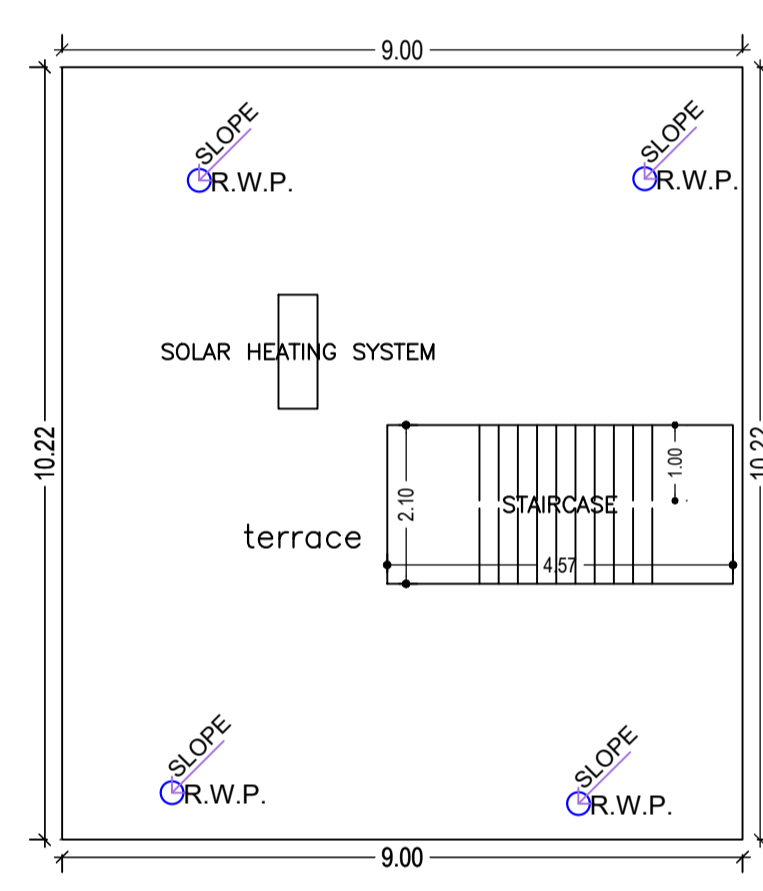 9.00
SLOPE
R.W.P.
SLOPE
R.W.P.
SOLAR HEATING SYSTEM
10.22
10.22
2.10
STAIRCASE
1.00
terrace
4.57
SLOPE
R.W.P.
SLOPE
R.W.P.
9.00